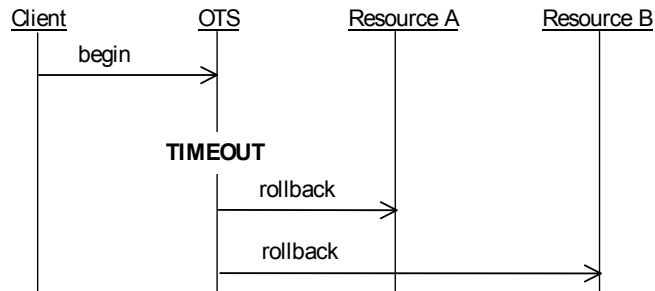 Client OTS Resource A Resource B
begin
TIMEOUT
rollback
rollback